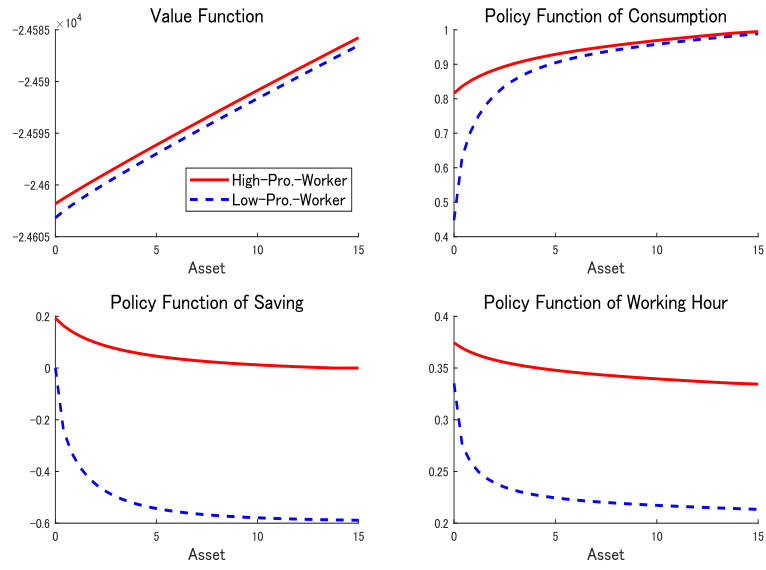 Value Function
×10⁴
-2.4585
-2.459
-2.4595
-2.46
-2.4605
0 5 10 15
Asset
High-Pro.-Worker
Low-Pro.-Worker
Policy Function of Consumption
1
0.9
0.8
0.7
0.6
0.5
0.4
0 5 10 15
Asset
Policy Function of Saving
0.2
0
-0.2
-0.4
-0.6
0 5 10 15
Asset
Policy Function of Working Hour
0.4
0.35
0.3
0.25
0.2
0 5 10 15
Asset